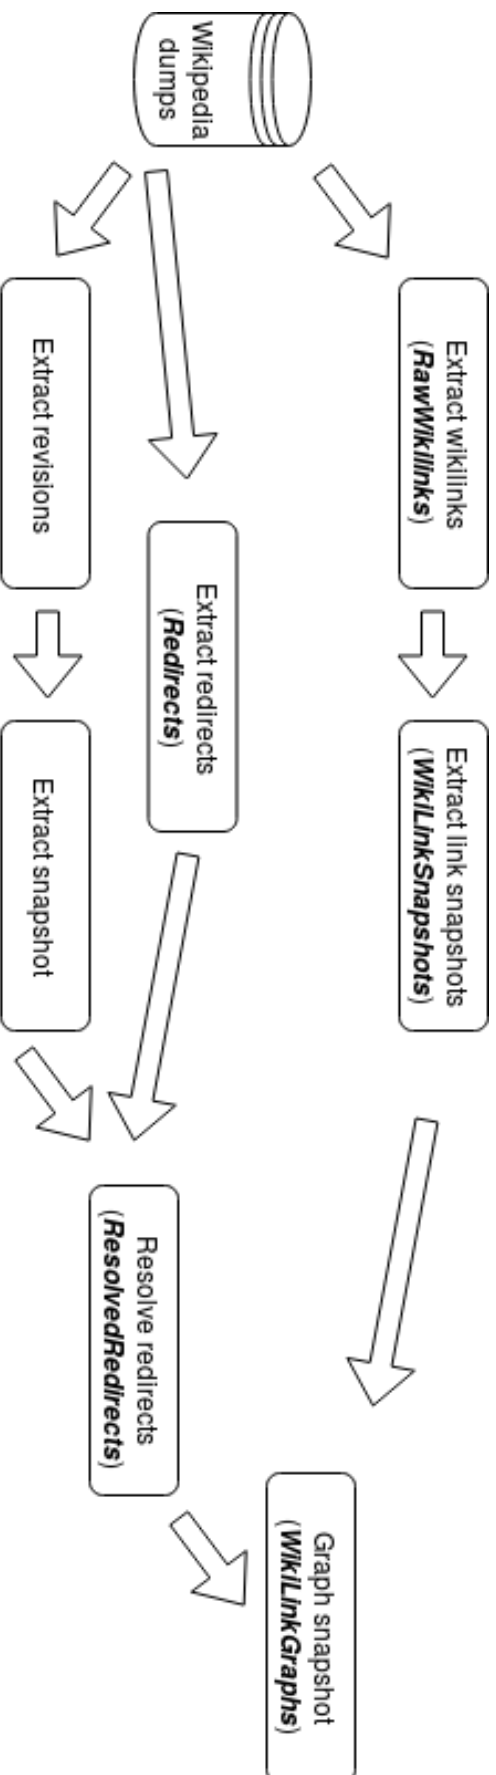 Wikipedia
dumps
Extract wikilinks
(RawWikilinks)
Extract link snapshots
(WikiLinkSnapshots)
Extract redirects
(Redirects)
Extract revisions
Extract snapshot
Resolve redirects
(ResolvedRedirects)
Graph snapshot
(WikiLinkGraphs)